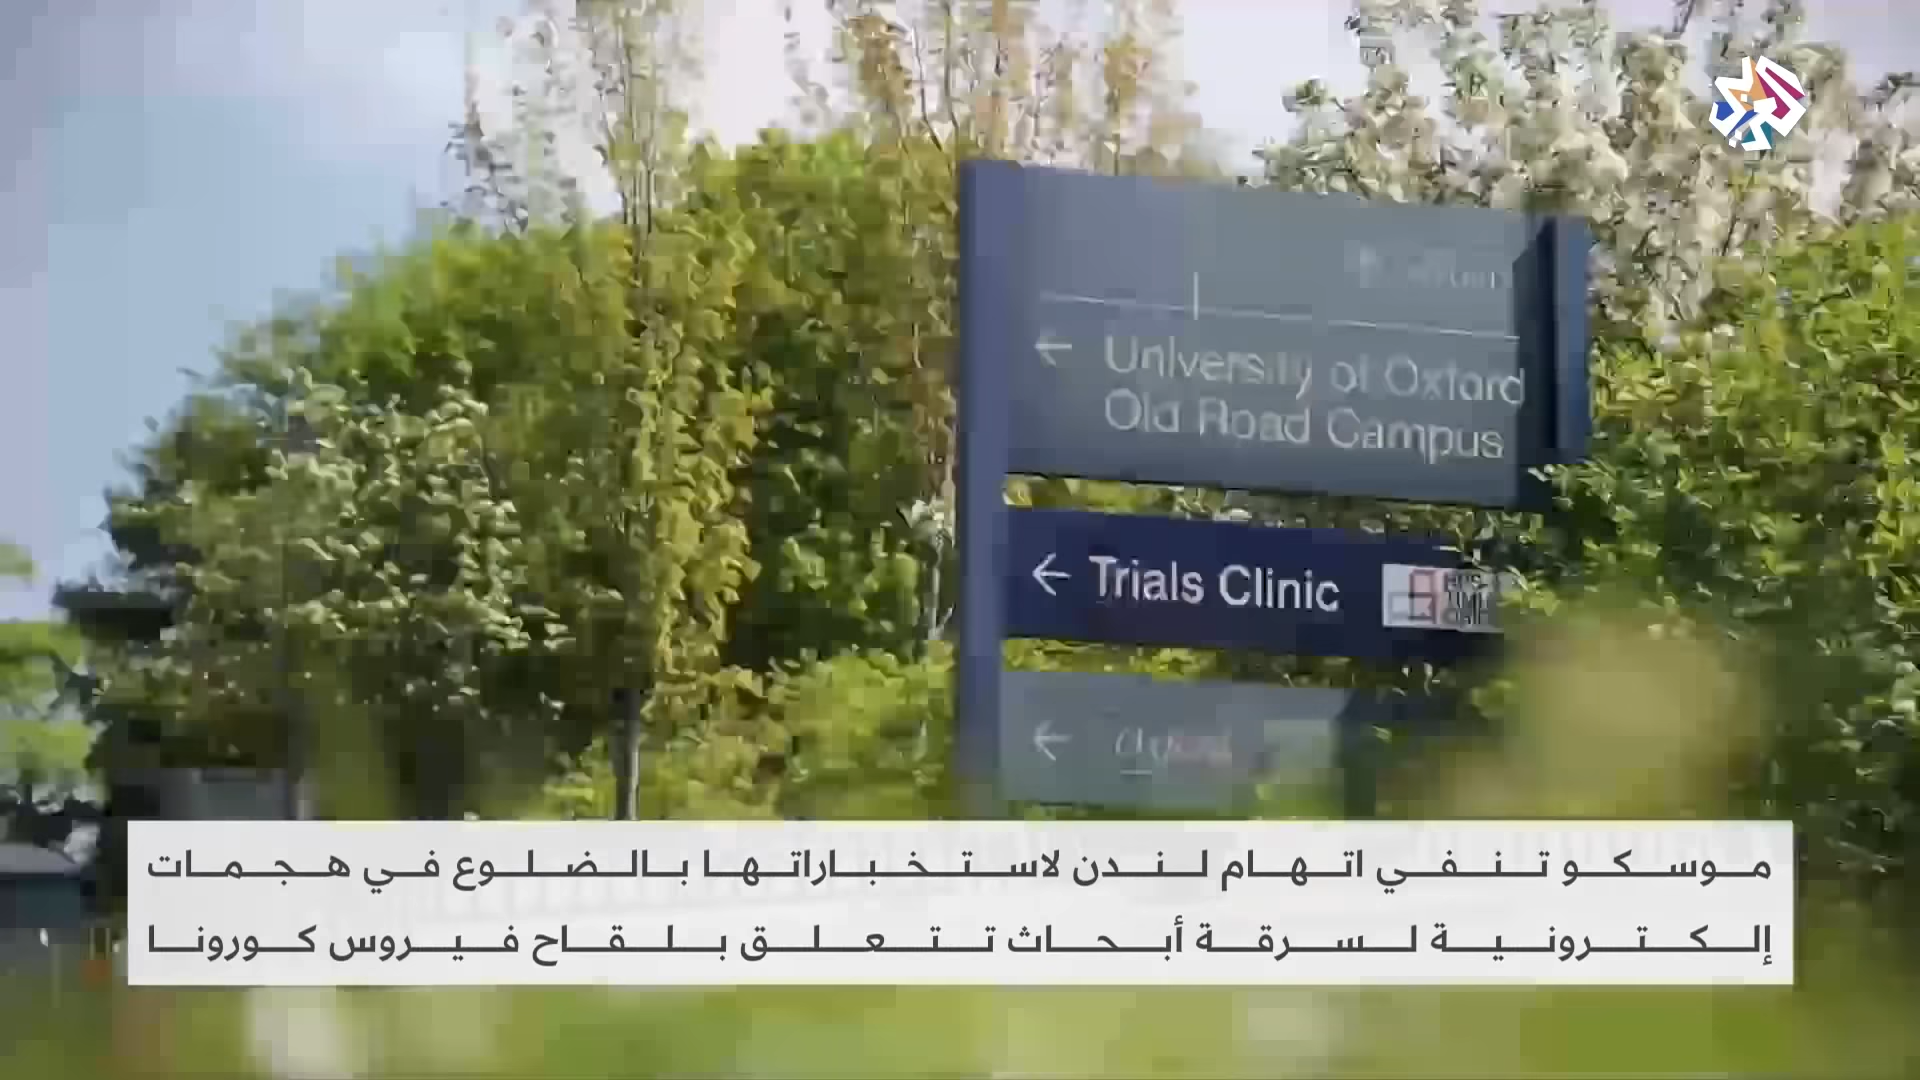 University of Oxford
Old Road Campus
Trials Clinic
موسكو تنفي اتهام لندن لاستخباراتها بالضلوع في هجمات
إلكترونية لسرقة أبحاث تتعلق بلقاح فيروس كورونا